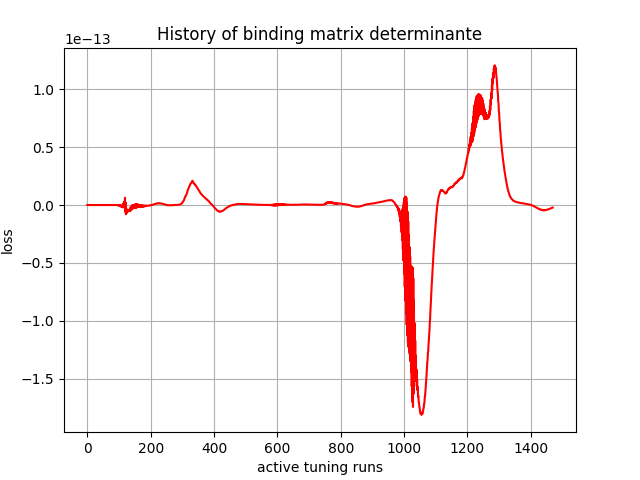 History of binding matrix determinante
1e−13
1.0
0.5
0.0
−0.5
−1.0
−1.5
loss
0 200 400 600 800 1000 1200 1400
active tuning runs